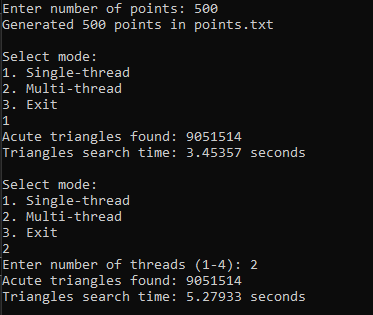 Enter number of points: 500
Generated 500 points in points.txt
Select mode:
1. Single-thread
2. Multi-thread
3. Exit
1
Acute triangles found: 9051514
Triangles search time: 3.45357 seconds
Select mode:
1. Single-thread
2. Multi-thread
3. Exit
2
Enter number of threads (1-4): 2
Acute triangles found: 9051514
Triangles search time: 5.27933 seconds